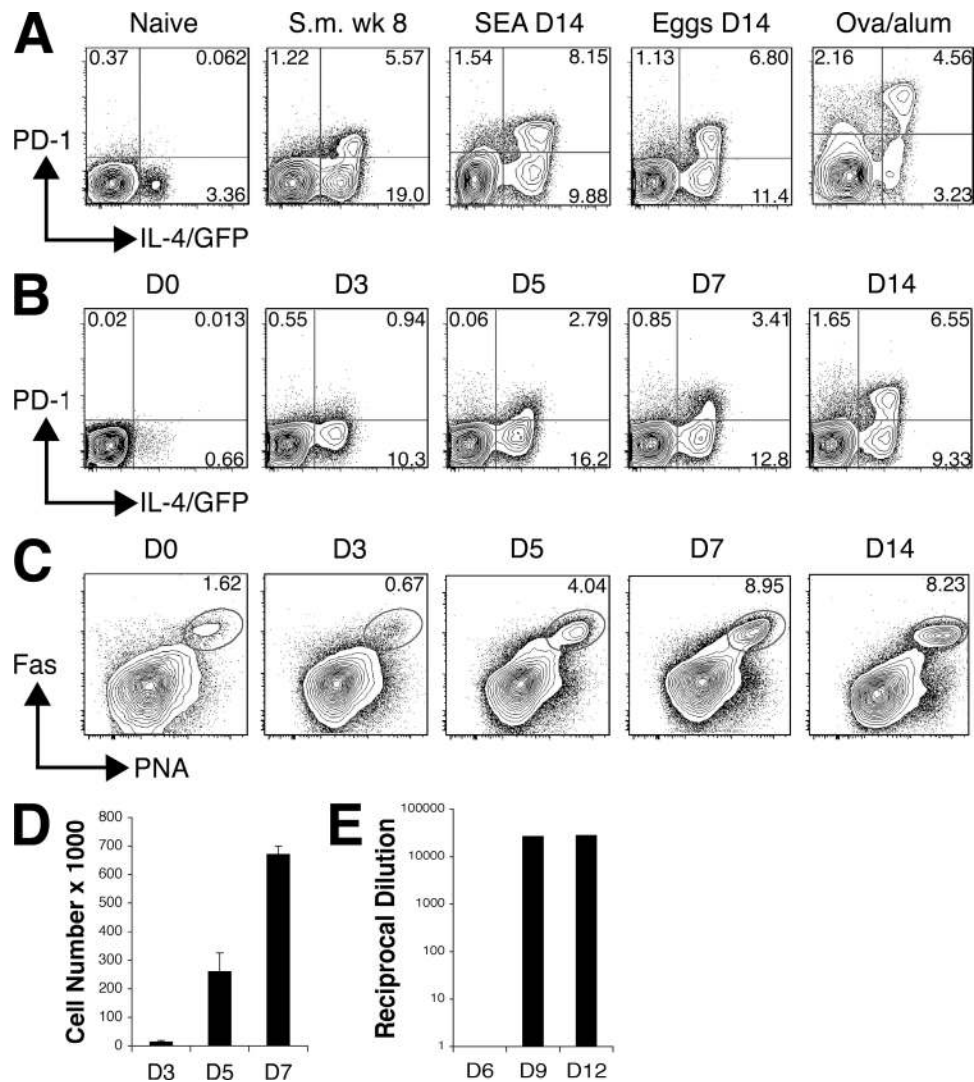 A
Naive
S.m. wk 8
SEA D14
Eggs D14
Ova/alum
0.37 0.062
1.22 5.57
1.54 8.15
1.13 6.80
2.16 4.56
PD-1
3.36
19.0
9.88
11.4
3.23
IL-4/GFP
B
D0
D3
D5
D7
D14
0.02 0.013
0.55 0.94
0.06 2.79
0.85 3.41
1.65 6.55
PD-1
0.66
10.3
16.2
12.8
9.33
IL-4/GFP
C
D0
D3
D5
D7
D14
1.62
0.67
4.04
8.95
8.23
Fas
PNA
D
Cell Number x 1000
800
700
600
500
400
300
200
100
0
D3 D5 D7
E
Reciprocal Dilution
100000
10000
1000
100
10
1
D6 D9 D12